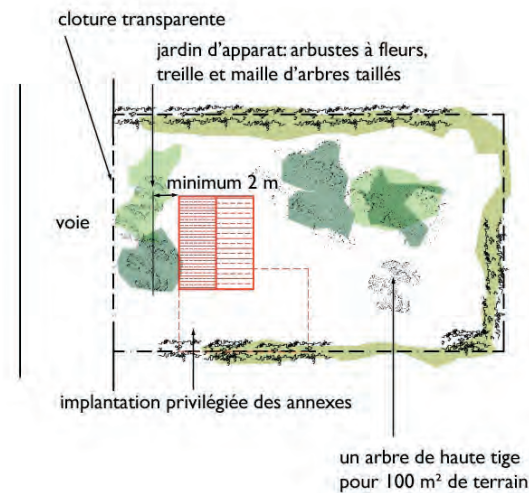 cloture transparente
jardin d’apparat: arbustes à fleurs,
treille et maille d’arbres taillés
minimum 2 m
voie
implantation privilégiée des annexes
un arbre de haute tige
pour 100 m² de terrain